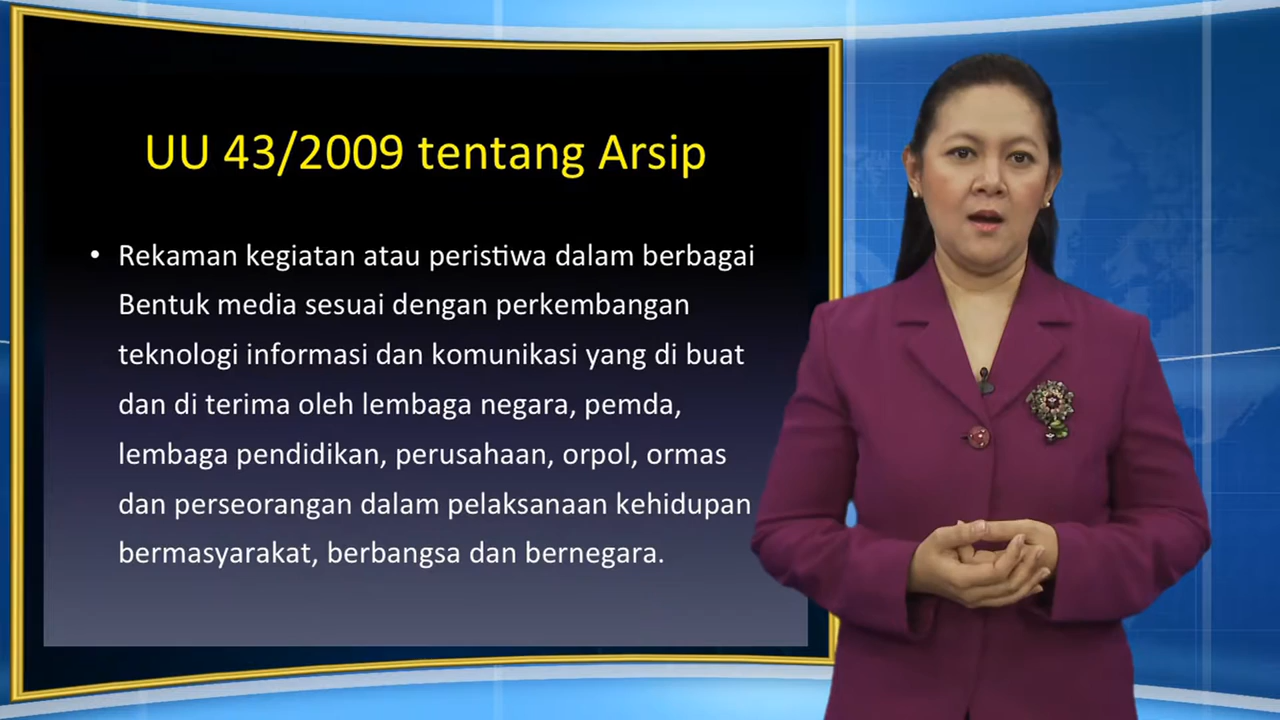 UU 43/2009 tentang Arsip
• Rekaman kegiatan atau peristiwa dalam berbagai
Bentuk media sesuai dengan perkembangan
teknologi informasi dan komunikasi yang di buat
dan di terima oleh lembaga negara, pemda,
lembaga pendidikan, perusahaan, orpol, ormas
dan perseorangan dalam pelaksanaan kehidupan
bermasyarakat, berbangsa dan bernegara.